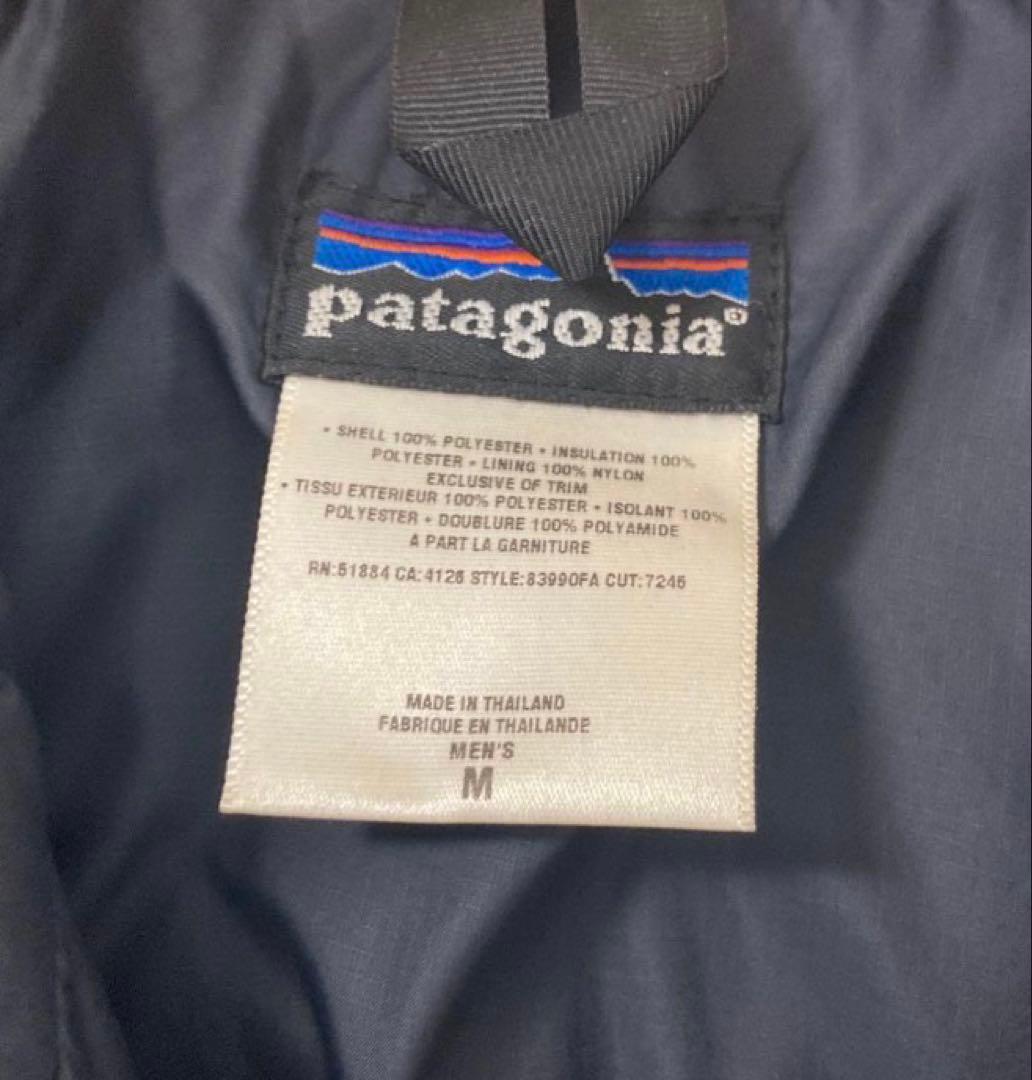 patagonia®
• SHELL 100% POLYESTER • INSULATION 100%
POLYESTER • LINING 100% NYLON
EXCLUSIVE OF TRIM
• TISSU EXTERIEUR 100% POLYESTER • ISOLANT 100%
POLYESTER • DOUBLURE 100% POLYAMIDE
A PART LA GARNITURE
RN:51884 CA:4126 STYLE:83990FA CUT:7246
MADE IN THAILAND
FABRIQUE EN THAILANDE
MEN'S
M